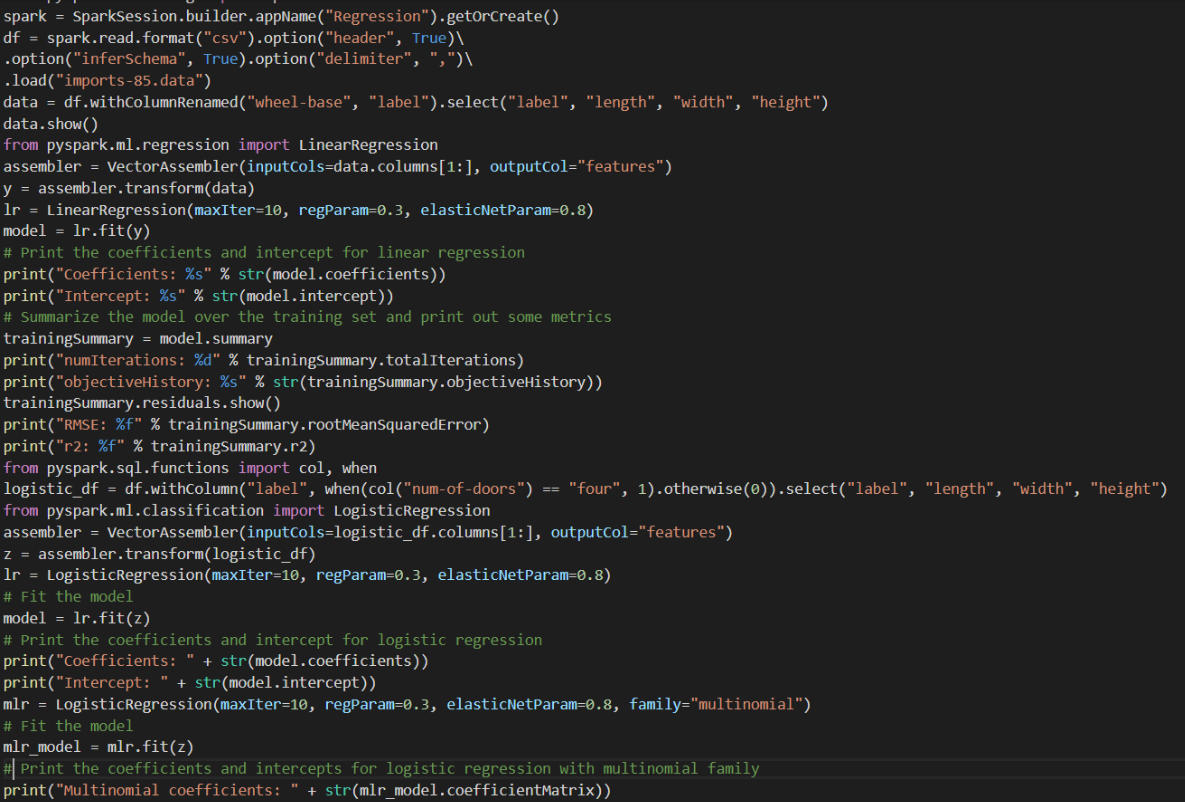 spark = SparkSession.builder.appName("Regression").getOrCreate()
df = spark.read.format("csv").option("header", True)\
.option("inferSchema", True).option("delimiter", ",")\
.load("imports-85.data")
data = df.withColumnRenamed("wheel-base", "label").select("label", "length", "width", "height")
data.show()
from pyspark.ml.regression import LinearRegression
assembler = VectorAssembler(inputCols=data.columns[1:], outputCol="features")
y = assembler.transform(data)
lr = LinearRegression(maxIter=10, regParam=0.3, elasticNetParam=0.8)
model = lr.fit(y)
# Print the coefficients and intercept for linear regression
print("Coefficients: %s" % str(model.coefficients))
print("Intercept: %s" % str(model.intercept))
# Summarize the model over the training set and print out some metrics
trainingSummary = model.summary
print("numIterations: %d" % trainingSummary.totalIterations)
print("objectiveHistory: %s" % str(trainingSummary.objectiveHistory))
trainingSummary.residuals.show()
print("RMSE: %f" % trainingSummary.rootMeanSquaredError)
print("r2: %f" % trainingSummary.r2)
from pyspark.sql.functions import col, when
logistic_df = df.withColumn("label", when(col("num-of-doors") == "four", 1).otherwise(0)).select("label", "length", "width", "height")
from pyspark.ml.classification import LogisticRegression
assembler = VectorAssembler(inputCols=logistic_df.columns[1:], outputCol="features")
z = assembler.transform(logistic_df)
lr = LogisticRegression(maxIter=10, regParam=0.3, elasticNetParam=0.8)
# Fit the model
model = lr.fit(z)
# Print the coefficients and intercept for logistic regression
print("Coefficients: " + str(model.coefficients))
print("Intercept: " + str(model.intercept))
mlr = LogisticRegression(maxIter=10, regParam=0.3, elasticNetParam=0.8, family="multinomial")
# Fit the model
mlr_model = mlr.fit(z)
# Print the coefficients and intercepts for logistic regression with multinomial family
print("Multinomial coefficients: " + str(mlr_model.coefficientMatrix))